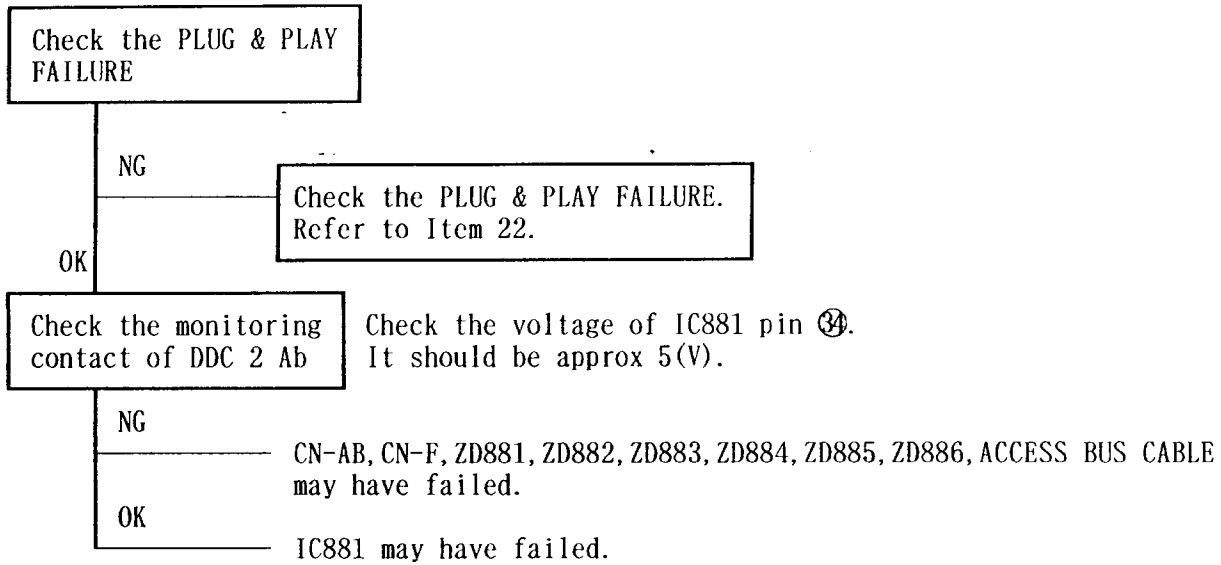 Check the PLUG & PLAY
FAILURE
NG
Check the PLUG & PLAY FAILURE.
Refer to Item 22.
OK
Check the monitoring
contact of DDC 2 Ab
Check the voltage of IC881 pin ㉞.
It should be approx 5(V).
NG
CN-AB, CN-F, ZD881, ZD882, ZD883, ZD884, ZD885, ZD886, ACCESS BUS CABLE
may have failed.
OK
IC881 may have failed.